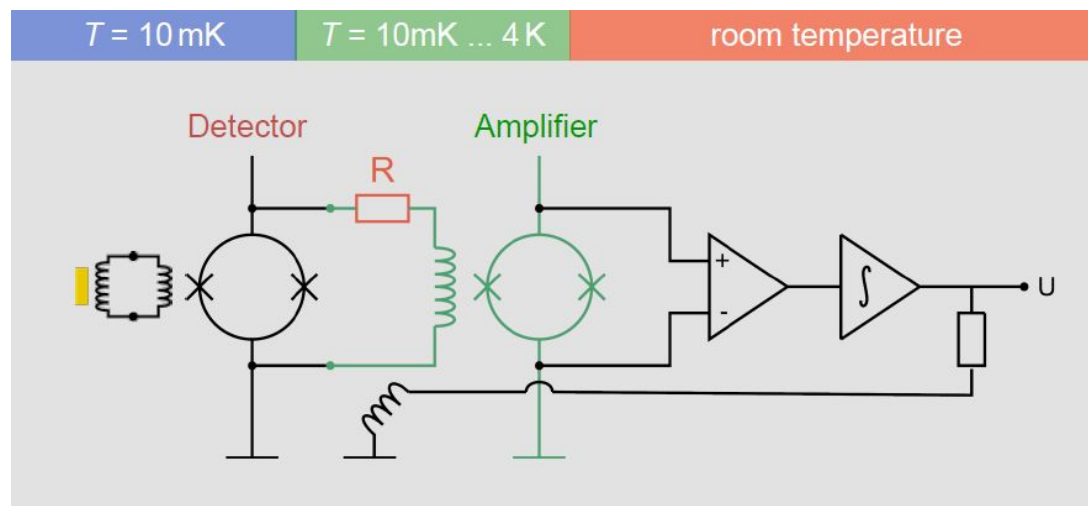 T = 10 mK
T = 10mK ... 4 K
room temperature
Detector
Amplifier
R
+
-
∫
U